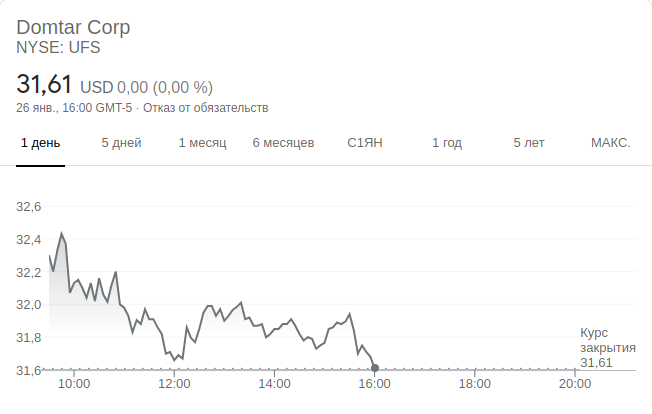 Domtar Corp
NYSE: UFS
31,61 USD 0,00 (0,00 %)
26 янв., 16:00 GMT-5 · Отказ от обязательств
1 день 5 дней 1 месяц 6 месяцев С1ЯН 1 год 5 лет МАКС.
32,6
32,4
32,2
32,0
31,8
31,6
Курс
закрытия
31,61
10:00 12:00 14:00 16:00 18:00 20:00